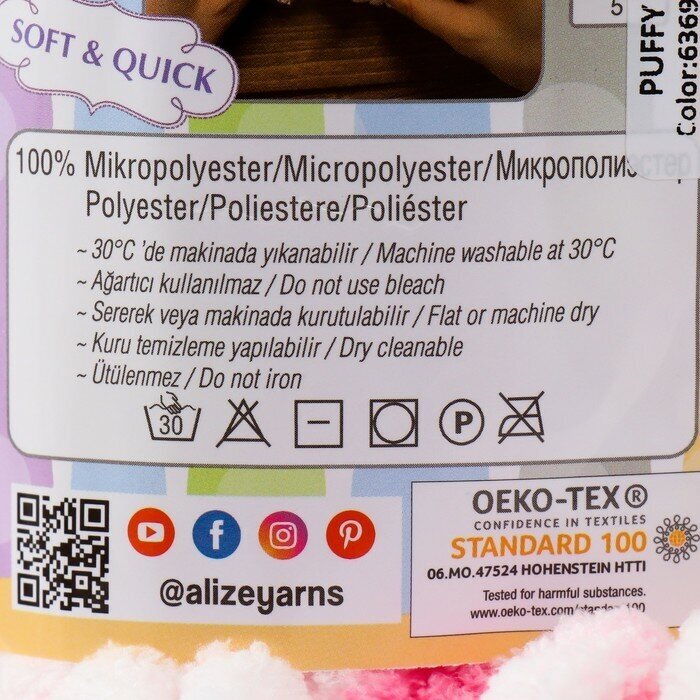 SOFT & QUICK
5
PUFFY
Color:6369
100% Mikropolyester/Micropolyester/Микрополиэстер
Polyester/Poliestere/Poliéster
~ 30°C 'de makinada yıkanabilir / Machine washable at 30°C
~ Ağartıcı kullanılmaz / Do not use bleach
~ Sererek veya makinada kurutulabilir / Flat or machine dry
~ Kuru temizleme yapılabilir / Dry cleanable
~ Ütülenmez / Do not iron
30
P
OEKO-TEX®
CONFIDENCE IN TEXTILES
STANDARD 100
06.MO.47524 HOHENSTEIN HTTI
Tested for harmful substances.
www.oeko-tex.com/standard100
@alizeyarns